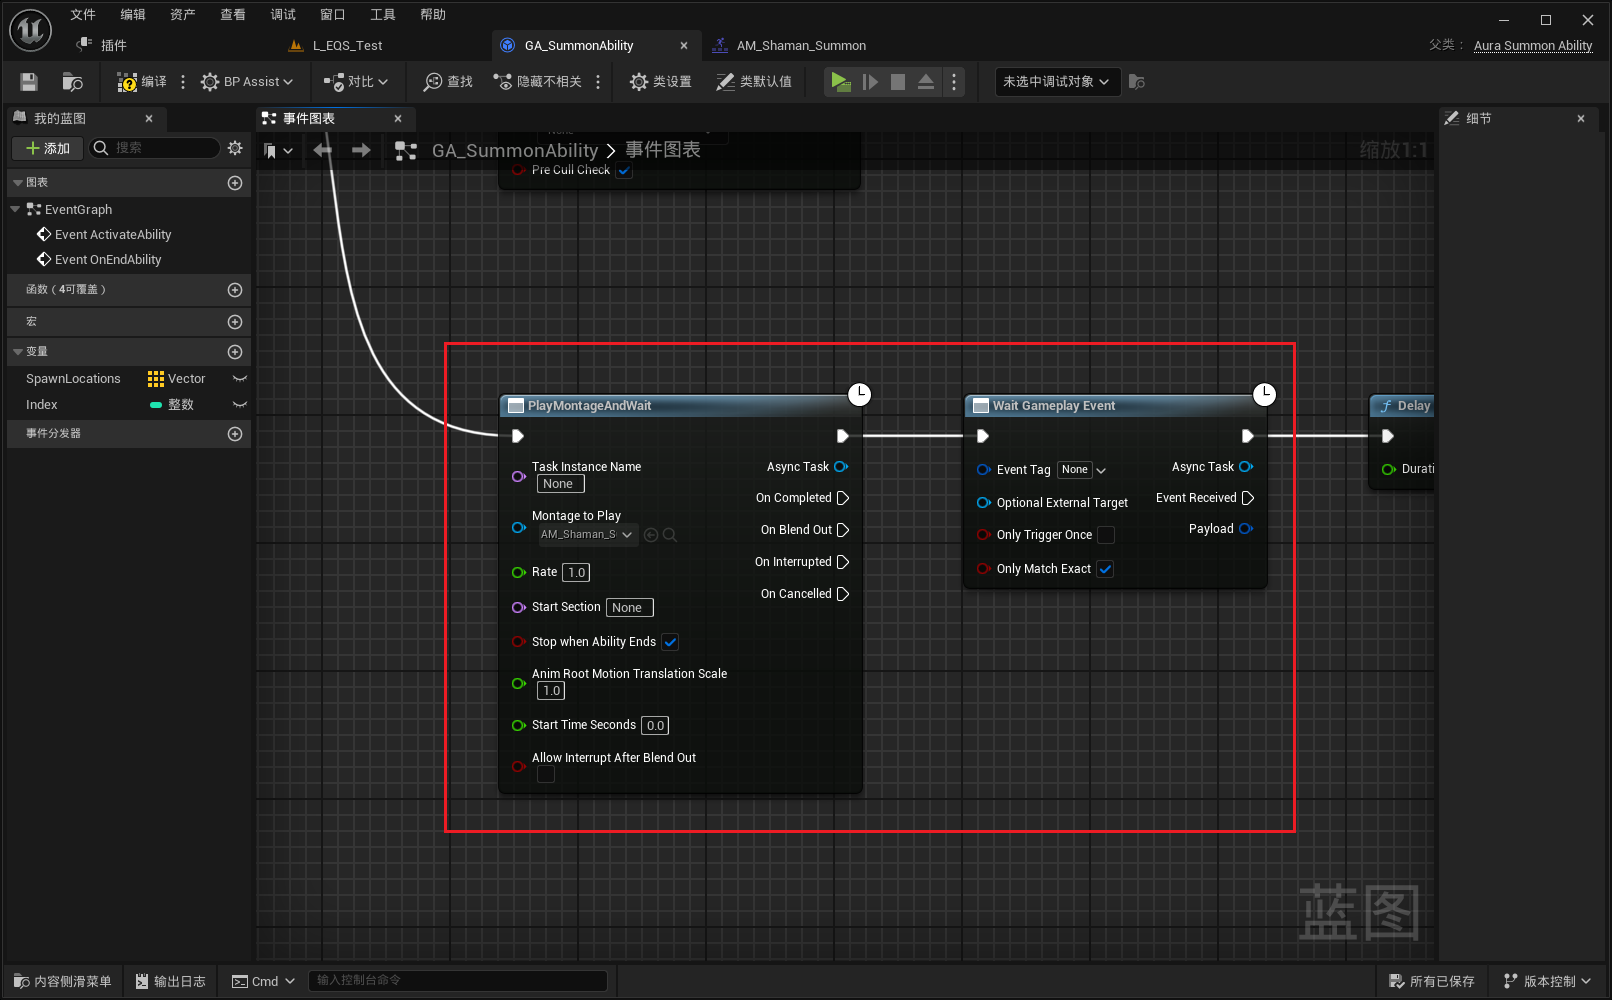 文件 编辑 资产 查看 调试 窗口 工具 帮助
插件 L_EQS_Test GA_SummonAbility AM_Shaman_Summon 父类： Aura Summon Ability
编译 BP Assist 对比 查找 隐藏不相关 类设置 类默认值 未选中调试对象
我的蓝图 事件图表 细节
添加 搜索
GA_SummonAbility 事件图表 缩放1:1
Pre Cull Check
图表
EventGraph
Event ActivateAbility
Event OnEndAbility
函数（4可覆盖）
宏
变量
SpawnLocations Vector
Index 整数
事件分发器
PlayMontageAndWait
Task Instance Name
None
Montage to Play
AM_Shaman_S
Rate 1.0
Start Section None
Stop when Ability Ends
Anim Root Motion Translation Scale
1.0
Start Time Seconds 0.0
Allow Interrupt After Blend Out
Async Task
On Completed
On Blend Out
On Interrupted
On Cancelled
Wait Gameplay Event
Event Tag None
Optional External Target
Only Trigger Once
Only Match Exact
Async Task
Event Received
Payload
Delay
Durati
蓝图
内容侧滑菜单 输出日志 Cmd 输入控制台命令 所有已保存 版本控制